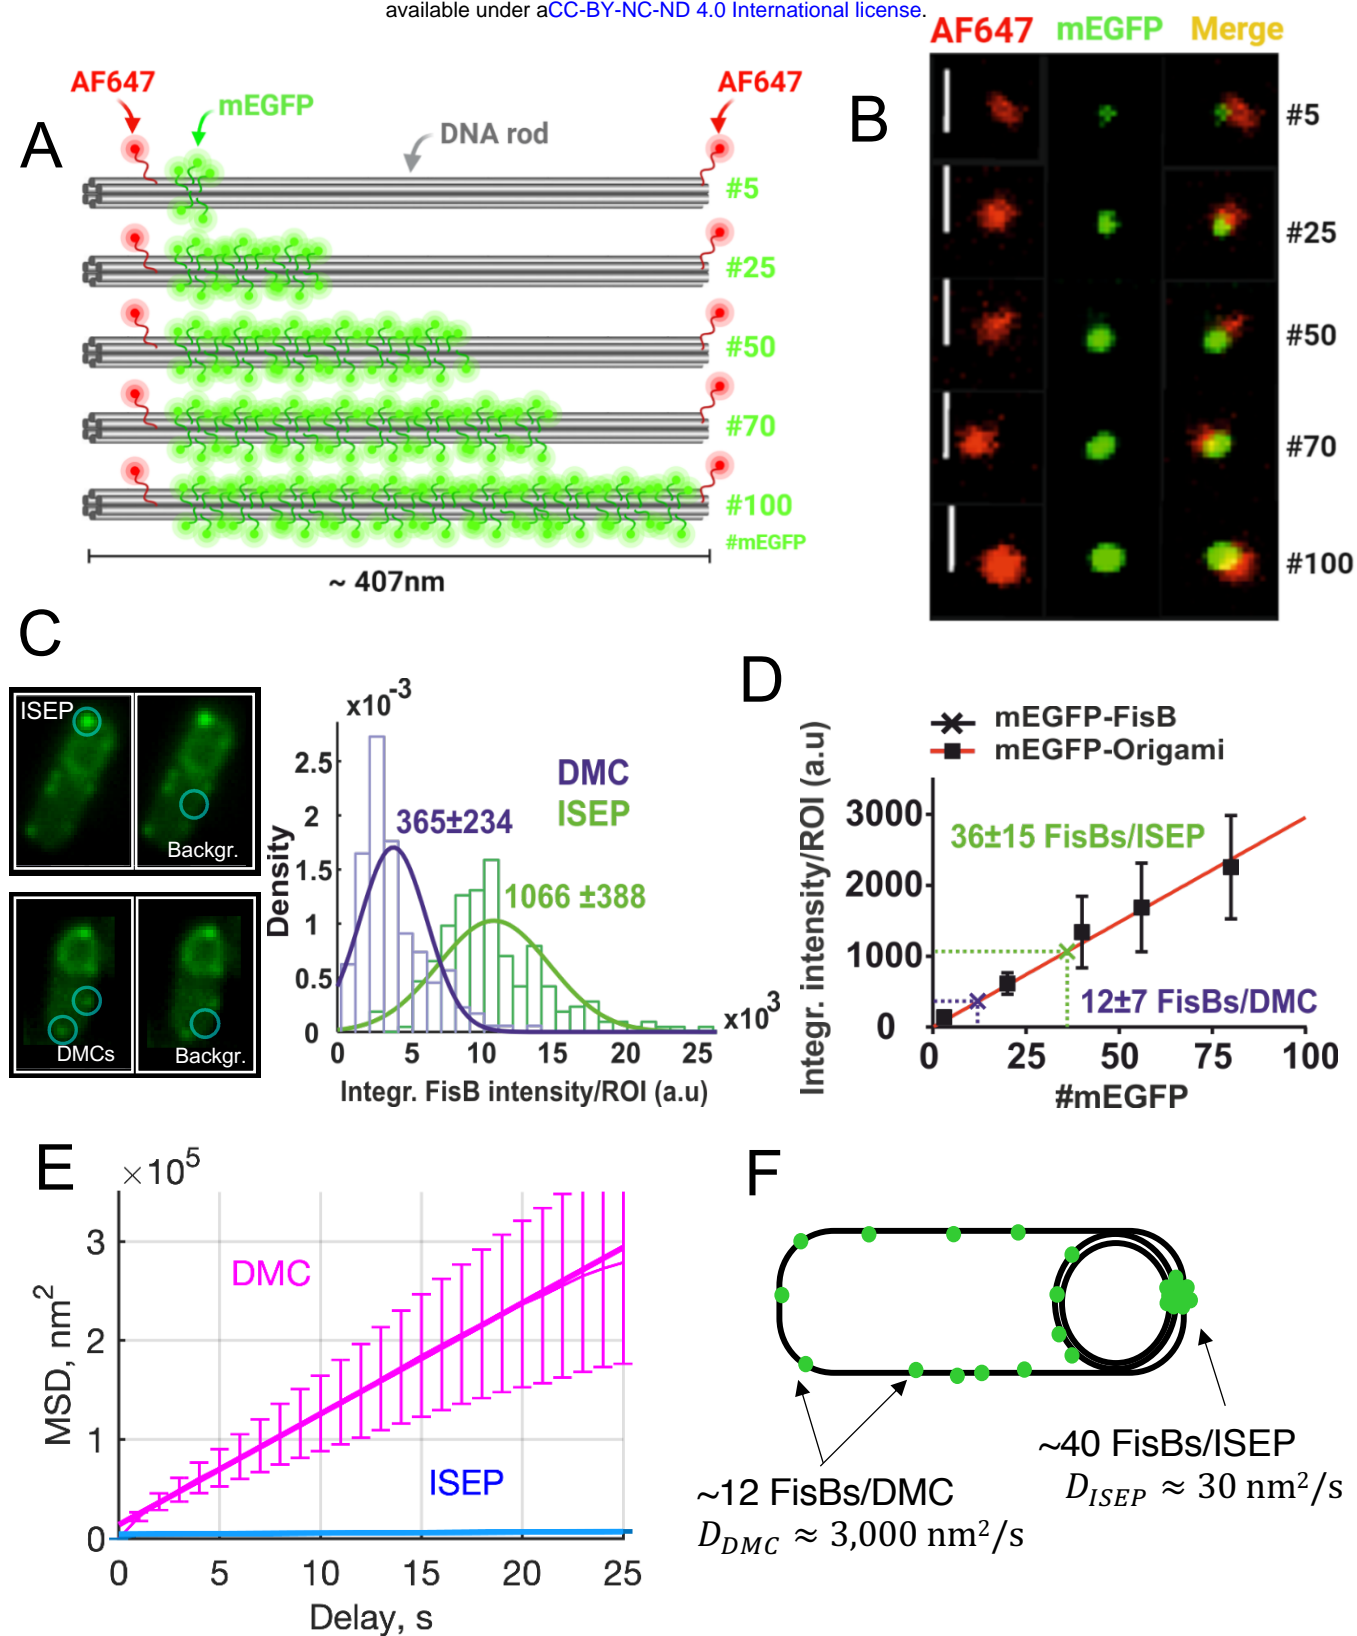 available under aCC-BY-NC-ND 4.0 International license.
A
AF647
mEGFP
DNA rod
AF647
#5
#25
#50
#70
#100
#mEGFP
~ 407nm
B
AF647 mEGFP Merge
#5
#25
#50
#70
#100
C
ISEP
Backgr.
DMCs
Backgr.
x10-3
Density
2.5
2
1.5
1
0.5
0
DMC
ISEP
365±234
1066 ±388
0 5 10 15 20 25
x10³
Integr. FisB intensity/ROI (a.u)
D
mEGFP-FisB
mEGFP-Origami
Integr. intensity/ROI (a.u)
3000
2000
1000
0
36±15 FisBs/ISEP
12±7 FisBs/DMC
0 25 50 75 100
#mEGFP
E
×10⁵
MSD, nm²
3
2
1
0
DMC
ISEP
0 5 10 15 20 25
Delay, s
F
~12 FisBs/DMC
D_DMC ≈ 3,000 nm²/s
~40 FisBs/ISEP
D_ISEP ≈ 30 nm²/s